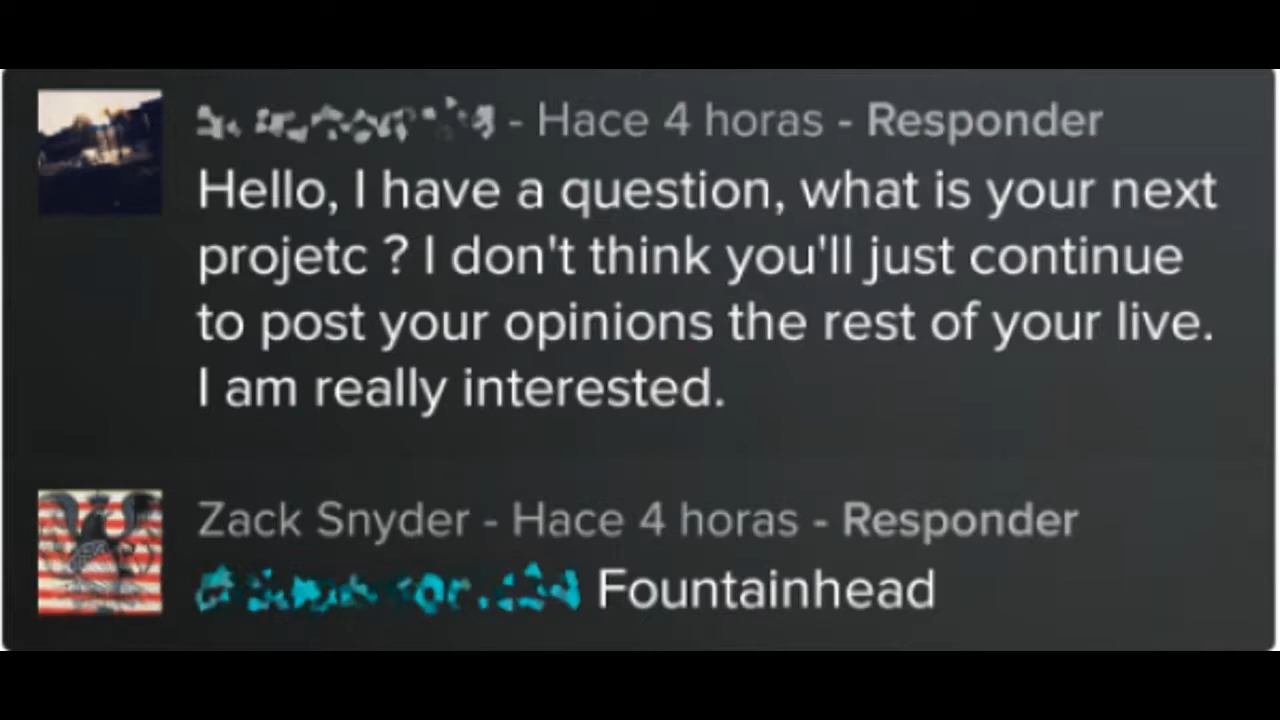 - Hace 4 horas - Responder
Hello, I have a question, what is your next
projetc ? I don't think you'll just continue
to post your opinions the rest of your live.
I am really interested.
Zack Snyder - Hace 4 horas - Responder
Fountainhead